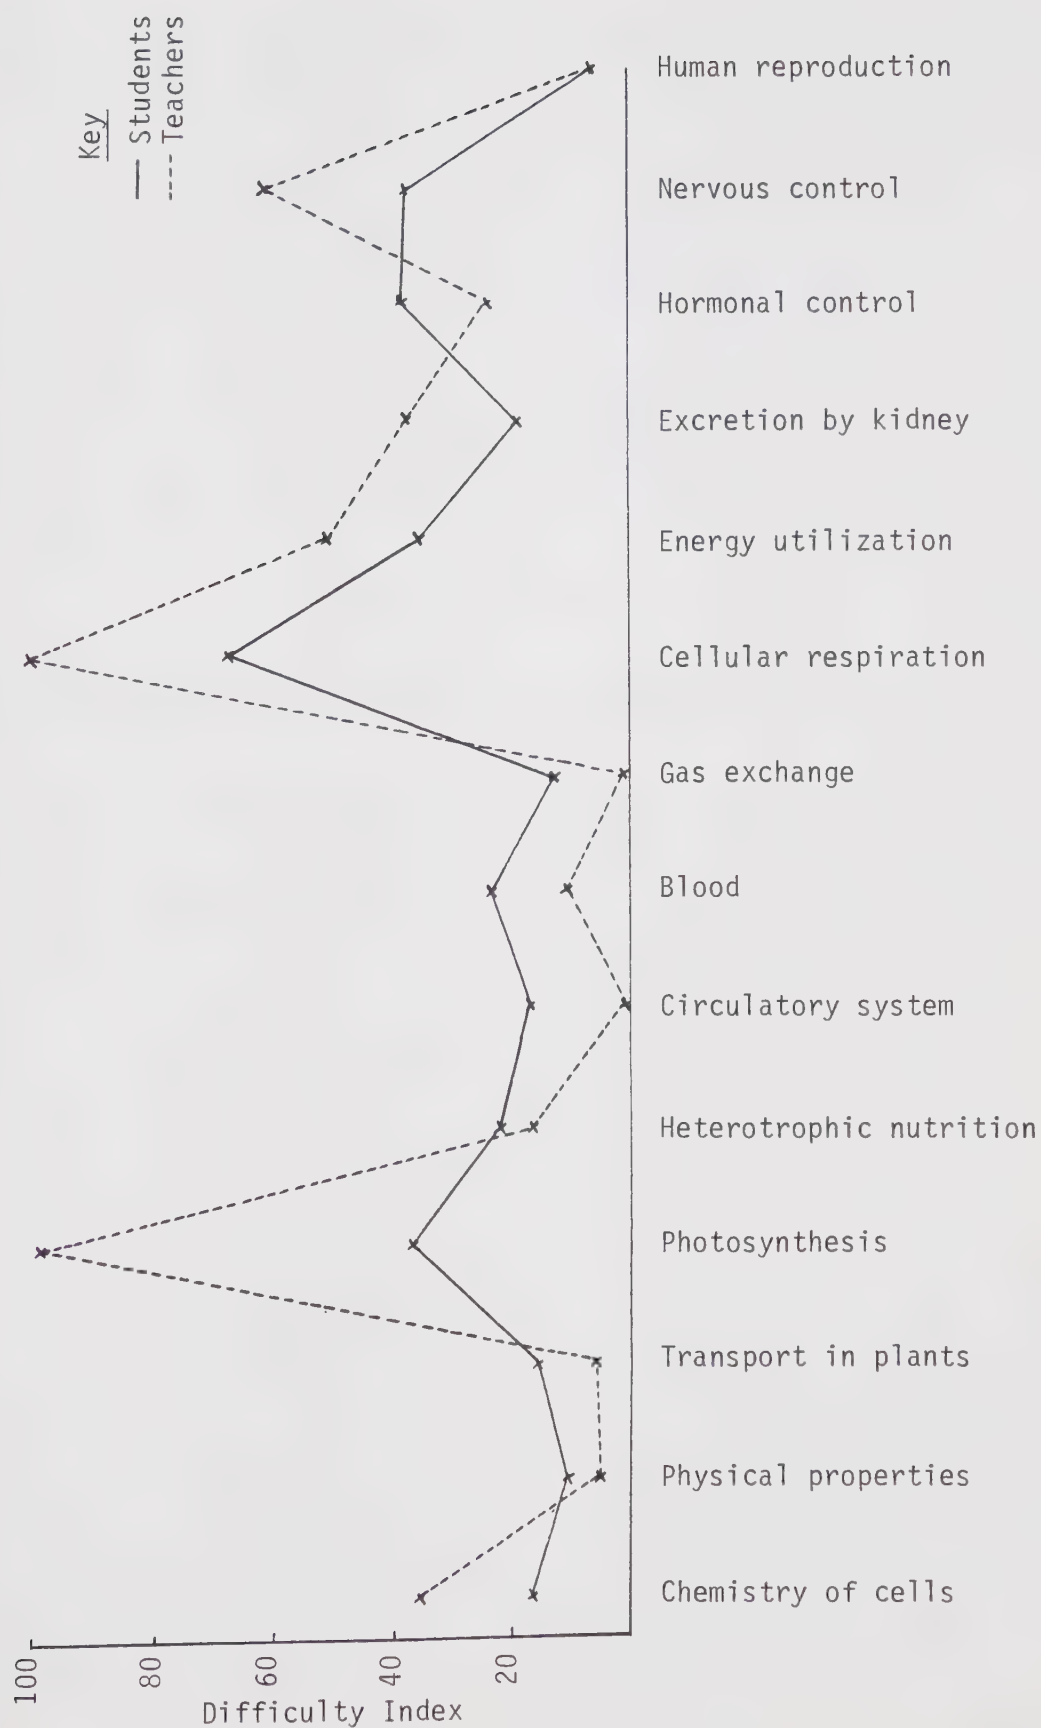 Key
— Students
---- Teachers
Human reproduction
Nervous control
Hormonal control
Excretion by kidney
Energy utilization
Cellular respiration
Gas exchange
Blood
Circulatory system
Heterotrophic nutrition
Photosynthesis
Transport in plants
Physical properties
Chemistry of cells
100
80
60
40
20
Difficulty Index